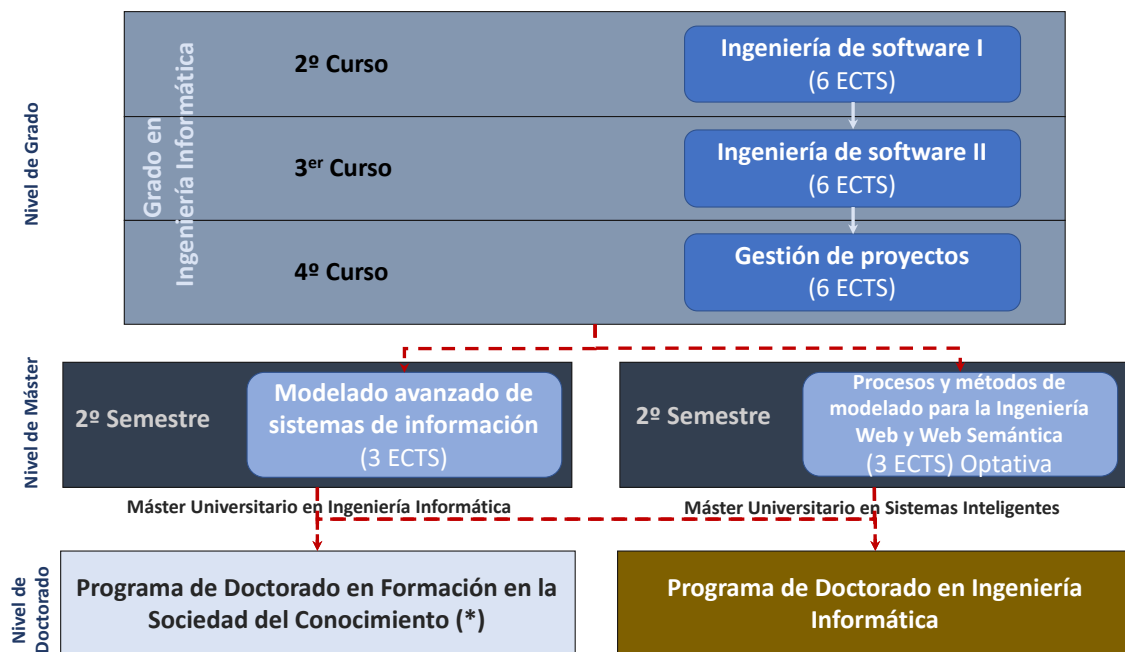 Nivel de Grado
Grado en
Ingeniería Informática
2º Curso
Ingeniería de software I
(6 ECTS)
3er Curso
Ingeniería de software II
(6 ECTS)
4º Curso
Gestión de proyectos
(6 ECTS)
Nivel de Máster
2º Semestre
Modelado avanzado de
sistemas de información
(3 ECTS)
2º Semestre
Procesos y métodos de
modelado para la Ingeniería
Web y Web Semántica
(3 ECTS) Optativa
Máster Universitario en Ingeniería Informática
Máster Universitario en Sistemas Inteligentes
Nivel de
Doctorado
Programa de Doctorado en Formación en la
Sociedad del Conocimiento (*)
Programa de Doctorado en Ingeniería
Informática